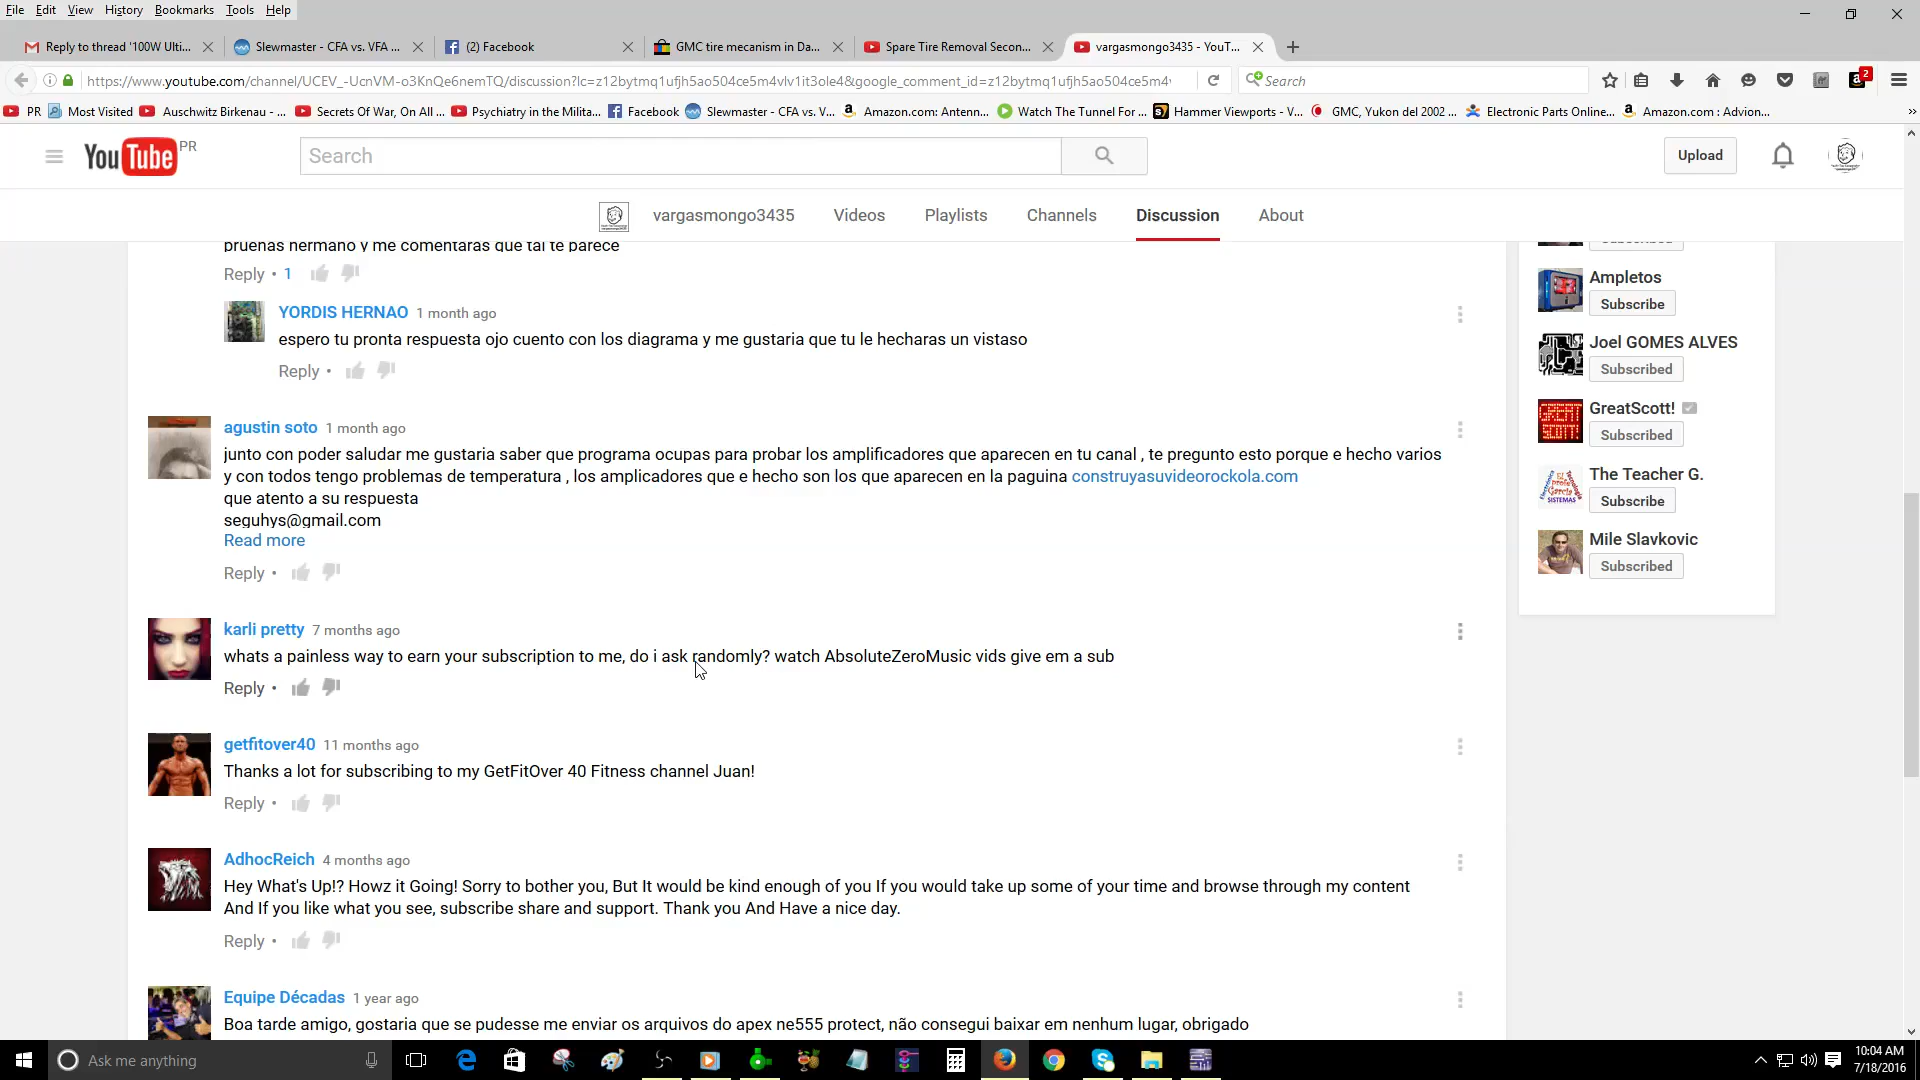 File Edit View History Bookmarks Tools Help
Reply to thread '100W Ulti...
Slewmaster - CFA vs. VFA ...
(2) Facebook
GMC tire mecanism in Da...
Spare Tire Removal Secon...
vargasmongo3435 - YouT...
https://www.youtube.com/channel/UCEV_-UcnVM-o3KnQe6nemTQ/discussion?lc=z12bytmq1ufjh5ao504ce5m4vlv1it3ole4&google_comment_id=z12bytmq1ufjh5ao504ce5m4v
Search
2
PR
Most Visited
Auschwitz Birkenau - ...
Secrets Of War, On All ...
Psychiatry in the Milita...
Facebook
Slewmaster - CFA vs. V...
Amazon.com: Antenn...
Watch The Tunnel For ...
Hammer Viewports - V...
GMC, Yukon del 2002 ...
Electronic Parts Online...
Amazon.com : Advion...
YouTube PR
Search
Upload
vargasmongo3435 Videos Playlists Channels Discussion About
pruenas hermano y me comentaras que tal te parece
Reply • 1
YORDIS HERNAO 1 month ago
espero tu pronta respuesta ojo cuento con los diagrama y me gustaria que tu le hecharas un vistaso
Reply •
agustin soto 1 month ago
junto con poder saludar me gustaria saber que programa ocupas para probar los amplificadores que aparecen en tu canal , te pregunto esto porque e hecho varios
y con todos tengo problemas de temperatura , los amplicadores que e hecho son los que aparecen en la paguina construyasuvideorockola.com
que atento a su respuesta
seguhys@gmail.com
Read more
Reply •
karli pretty 7 months ago
whats a painless way to earn your subscription to me, do i ask randomly? watch AbsoluteZeroMusic vids give em a sub
Reply •
getfitover40 11 months ago
Thanks a lot for subscribing to my GetFitOver 40 Fitness channel Juan!
Reply •
AdhocReich 4 months ago
Hey What's Up!? Howz it Going! Sorry to bother you, But It would be kind enough of you If you would take up some of your time and browse through my content
And If you like what you see, subscribe share and support. Thank you And Have a nice day.
Reply •
Equipe Décadas 1 year ago
Boa tarde amigo, gostaria que se pudesse me enviar os arquivos do apex ne555 protect, não consegui baixar em nenhum lugar, obrigado
Subscribed
Ampletos
Subscribe
Joel GOMES ALVES
Subscribed
GREAT
SCOTT!
GreatScott!
Subscribed
The Teacher G.
Subscribe
Mile Slavkovic
Subscribed
Ask me anything
10:04 AM
7/18/2016